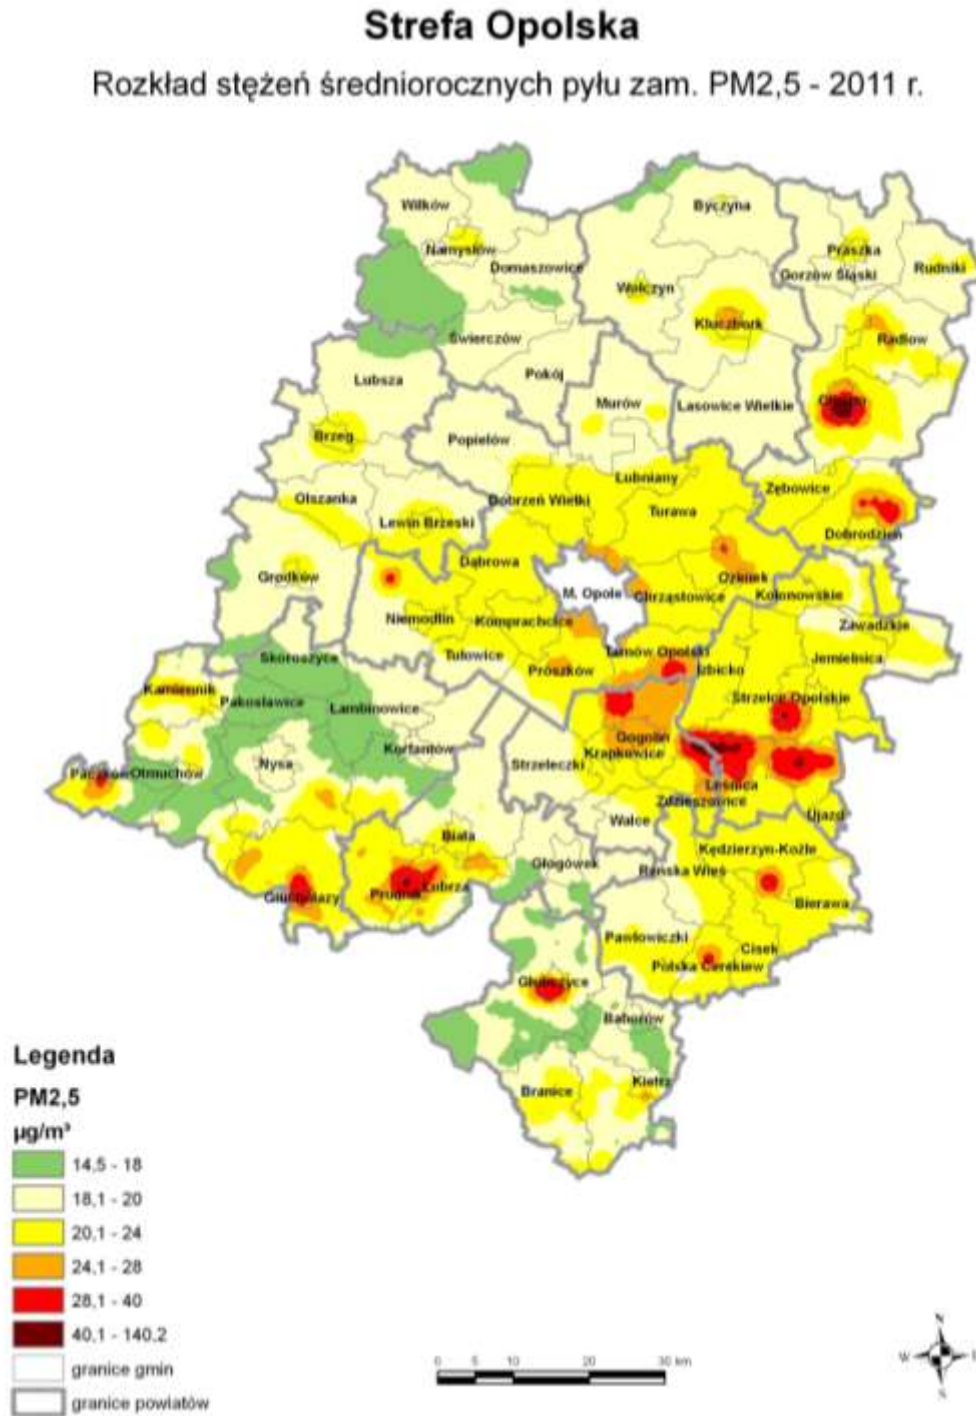 Strefa Opolska
Rozkład stężeń średniorocznych pyłu zam. PM2,5 - 2011 r.
Wilków
Byczyna
Namysłów
Praszka
Domaszowice
Gorzów Śląski
Rudniki
Wołczyn
Kluczbork
Świerczów
Radłów
Lubsza
Pokój
Murów
Lasowice Wielkie
Olesno
Brzeg
Popielów
Łubniany
Zębowice
Olszanka
Dobrzeń Wielki
Turawa
Lewin Brzeski
Dobrodzień
Dąbrowa
Grodków
Ozimek
M. Opole
Chrząstowice
Kolonowskie
Niemodlin
Komprachcice
Zawadzkie
Tułowice
Tarnów Opolski
Skoroszyce
Prószków
Izbicko
Jemielnica
Kamiennik
Pakosławice
Łambinowice
Strzelce Opolskie
Gogolin
Korfantów
Krapkowice
Paczków
Otmuchów
Nysa
Strzeleczki
Leśnica
Zdzieszowice
Walce
Ujazd
Biała
Kędzierzyn-Koźle
Głogówek
Reńska Wieś
Głuchołazy
Prudnik
Lubrza
Bierawa
Pawłowiczki
Cisek
Polska Cerekiew
Głubczyce
Baborów
Branice
Kietrz
Legenda
PM2,5
µg/m³
14,5 - 18
18,1 - 20
20,1 - 24
24,1 - 28
28,1 - 40
40,1 - 140,2
granice gmin
granice powiatów
0 5 10 20 30 km
N
W
E
S